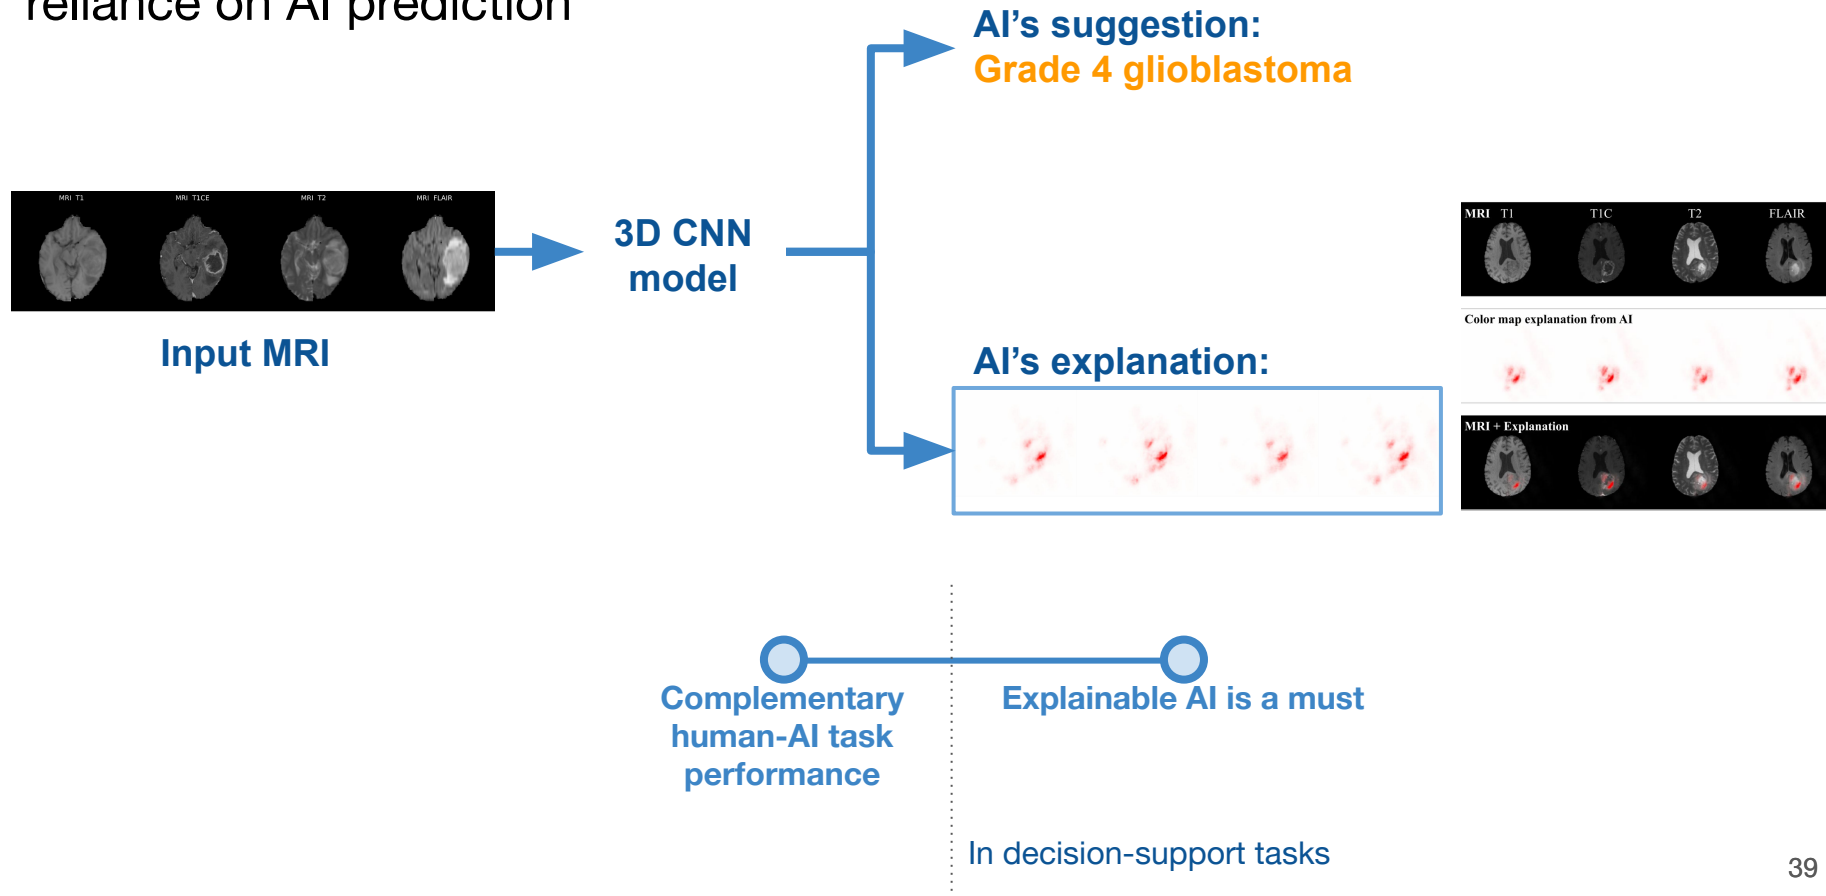 reliance on AI prediction
AI's suggestion:
Grade 4 glioblastoma
MRI T1
MRI T1CE
MRI T2
MRI FLAIR
3D CNN
model
Input MRI
MRI T1
T1C
T2
FLAIR
Color map explanation from AI
MRI + Explanation
AI's explanation:
Complementary
human-AI task
performance
Explainable AI is a must
In decision-support tasks
39